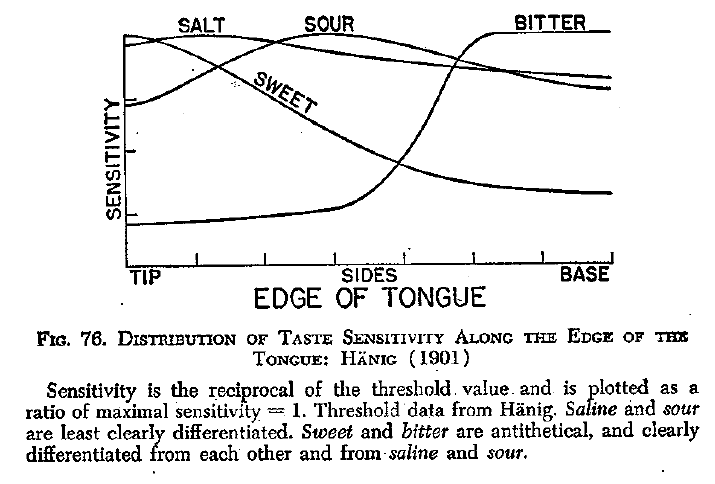 SALT SOUR BITTER
SWEET
SENSITIVITY
TIP SIDES BASE
EDGE OF TONGUE
FIG. 76. DISTRIBUTION OF TASTE SENSITIVITY ALONG THE EDGE OF THE
TONGUE: HÄNIG (1901)
Sensitivity is the reciprocal of the threshold value and is plotted as a
ratio of maximal sensitivity = 1. Threshold data from Hänig. Saline and sour
are least clearly differentiated. Sweet and bitter are antithetical, and clearly
differentiated from each other and from saline and sour.